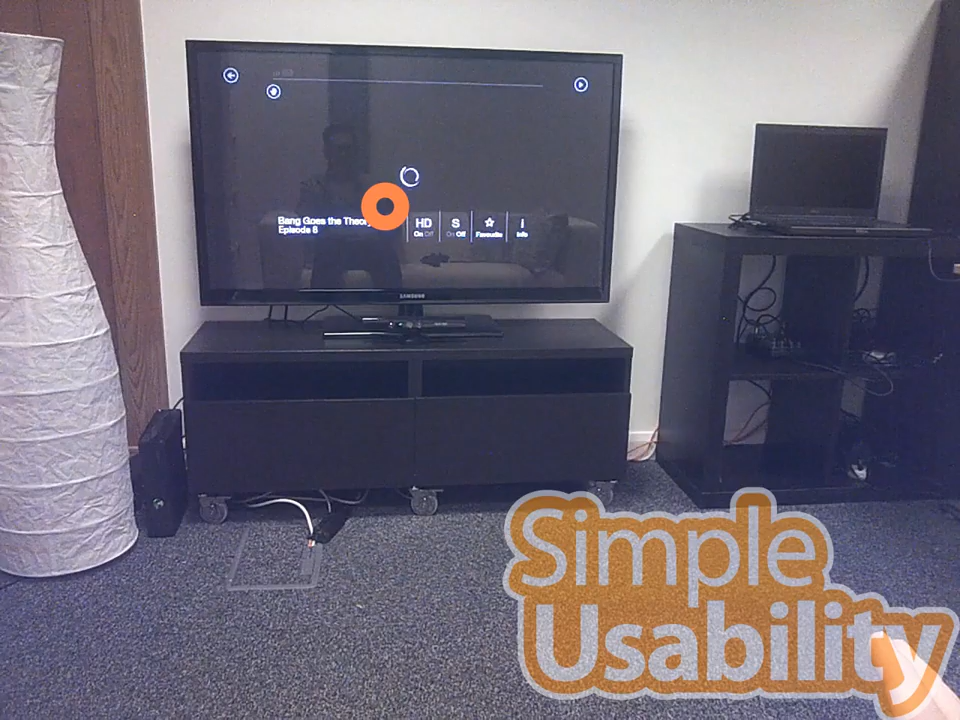 Bang Goes the Theory
Episode 8
HD
On Off
S
On Off
Favourite
i
Info
SAMSUNG
Simple
Usability